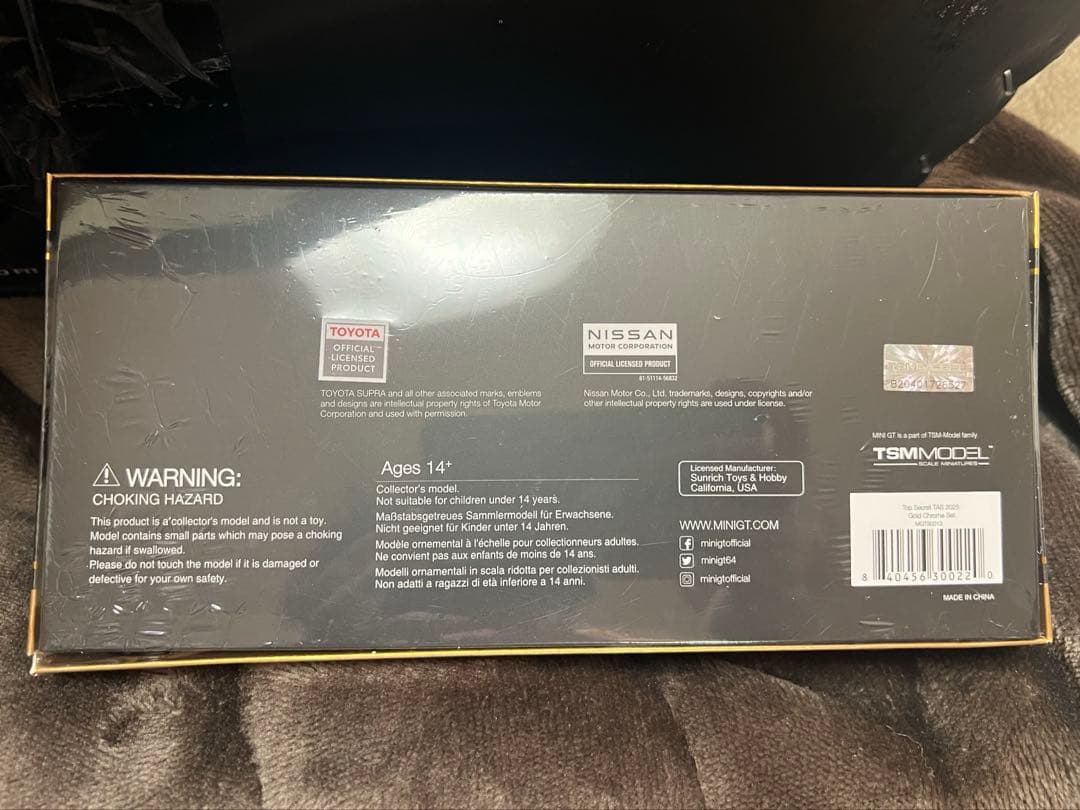 TOYOTA
OFFICIAL™
LICENSED
PRODUCT
TOYOTA SUPRA and all other associated marks, emblems
and designs are intellectual property rights of Toyota Motor
Corporation and used with permission.
NISSAN
MOTOR CORPORATION
OFFICIAL LICENSED PRODUCT
Nissan Motor Co., Ltd. trademarks, designs, copyrights and/or
other intellectual property rights are used under license.
MINI GT is a part of TSM-Model family
TSMMODEL™
SCALE MINIATURES
⚠ WARNING:
CHOKING HAZARD
This product is a collector's model and is not a toy.
Model contains small parts which may pose a choking
hazard if swallowed.
Please do not touch the model if it is damaged or
defective for your own safety.
Ages 14+
Collector's model.
Not suitable for children under 14 years.
Maßstabsgetreues Sammlermodell für Erwachsene.
Nicht geeignet für Kinder unter 14 Jahren.
Modèle ornemental à l'échelle pour collectionneurs adultes.
Ne convient pas aux enfants de moins de 14 ans.
Modelli ornamentali in scala ridotta per collezionisti adulti.
Non adatti a ragazzi di età inferiore a 14 anni.
Licensed Manufacturer:
Sunrich Toys & Hobby
California, USA
WWW.MINIGT.COM
minigtofficial
minigt64
minigtofficial
Gold Chrome Set
8 40456 30022 0
MADE IN CHINA